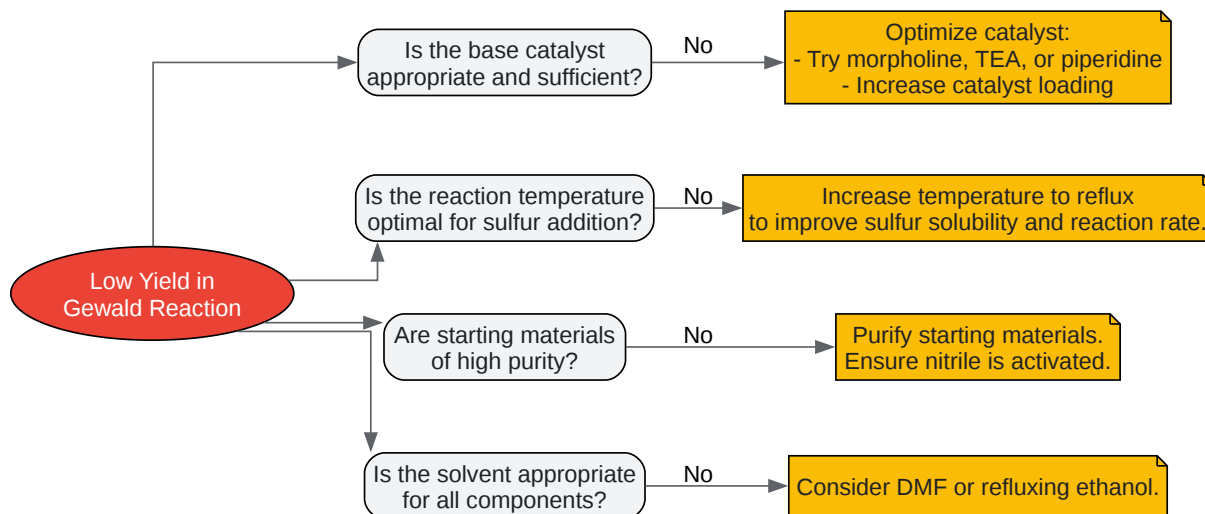 Is the base catalyst
appropriate and sufficient?
No
Optimize catalyst:
- Try morpholine, TEA, or piperidine
- Increase catalyst loading
Is the reaction temperature
optimal for sulfur addition?
No
Increase temperature to reflux
to improve sulfur solubility and reaction rate.
Low Yield in
Gewald Reaction
Are starting materials
of high purity?
No
Purify starting materials.
Ensure nitrile is activated.
Is the solvent appropriate
for all components?
No
Consider DMF or refluxing ethanol.